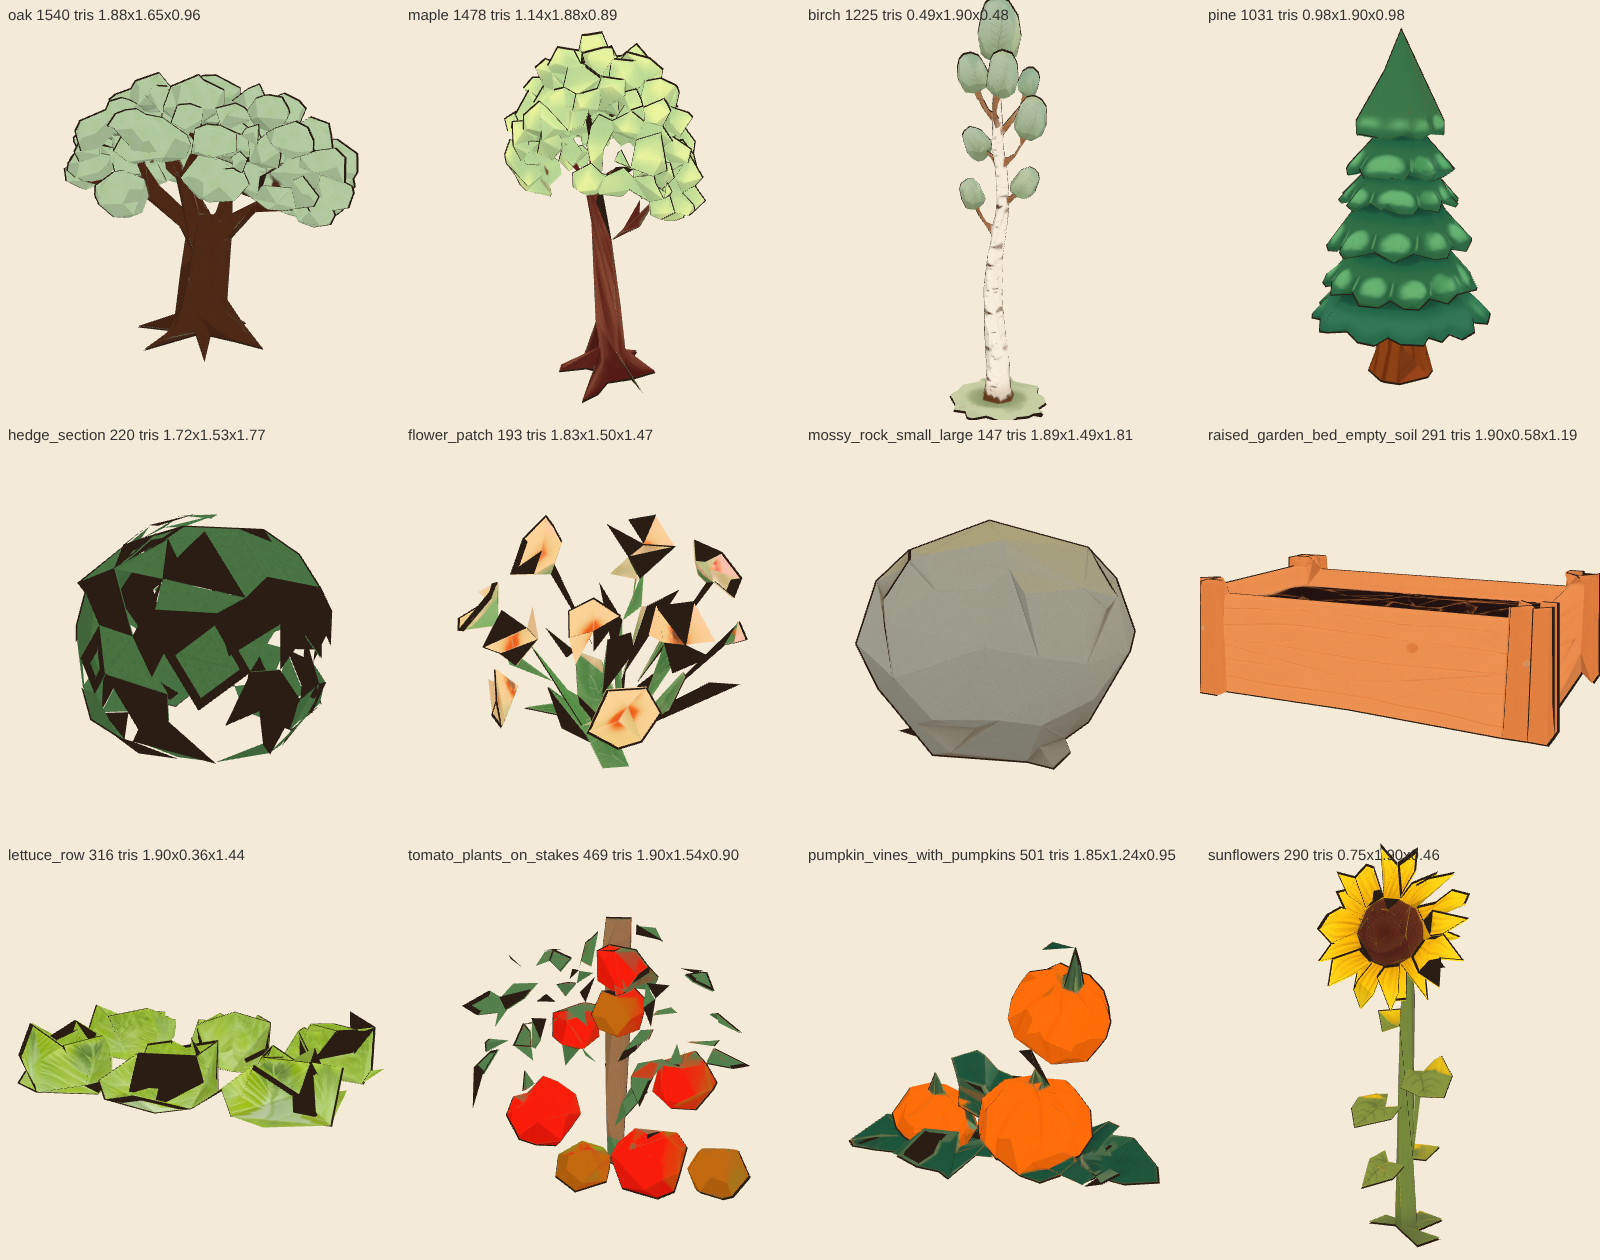 oak 1540 tris 1.88x1.65x0.96
maple 1478 tris 1.14x1.88x0.89
birch 1225 tris 0.49x1.90x0.48
pine 1031 tris 0.98x1.90x0.98
hedge_section 220 tris 1.72x1.53x1.77
flower_patch 193 tris 1.83x1.50x1.47
mossy_rock_small_large 147 tris 1.89x1.49x1.81
raised_garden_bed_empty_soil 291 tris 1.90x0.58x1.19
lettuce_row 316 tris 1.90x0.36x1.44
tomato_plants_on_stakes 469 tris 1.90x1.54x0.90
pumpkin_vines_with_pumpkins 501 tris 1.85x1.24x0.95
sunflowers 290 tris 0.75x1.90x0.46